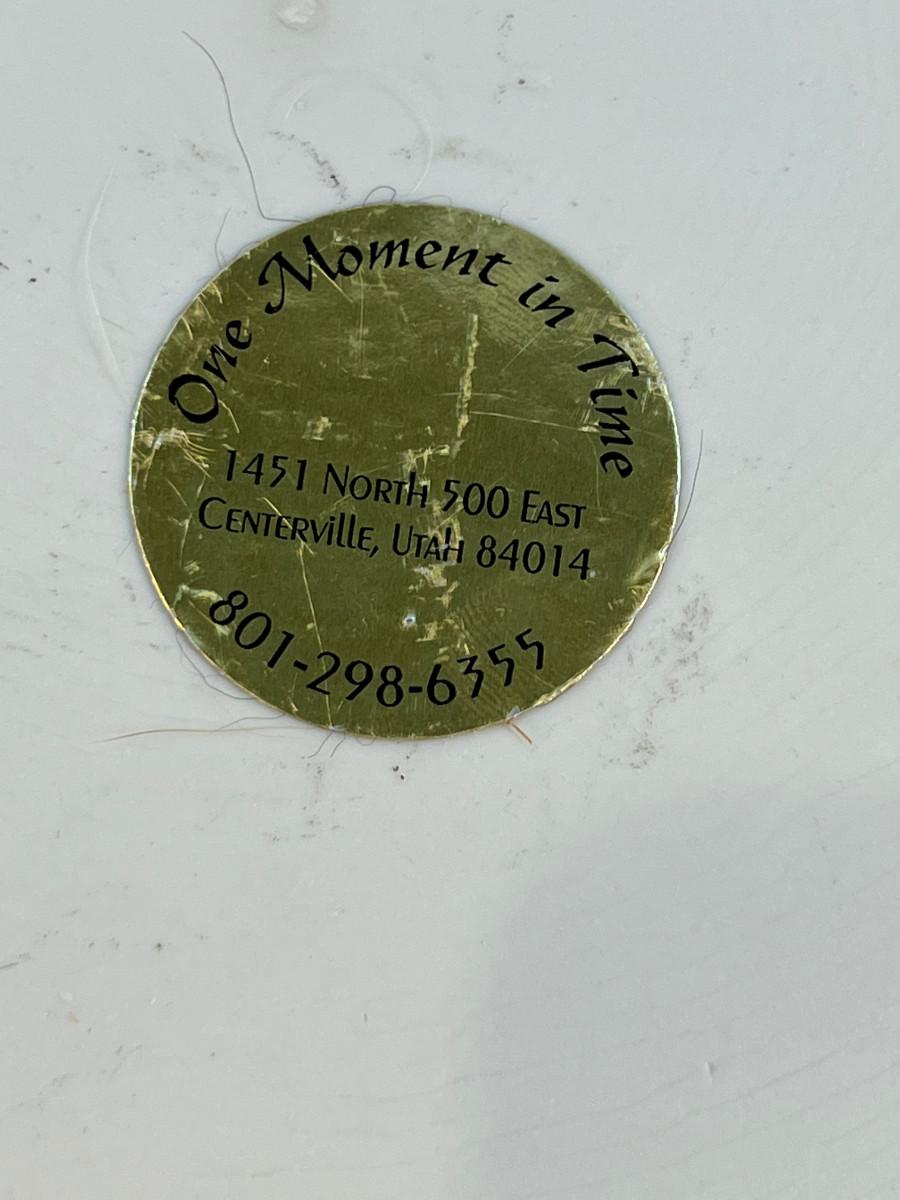 One Moment in Time
1451 North 500 East
Centerville, Utah 84014
801-298-6355